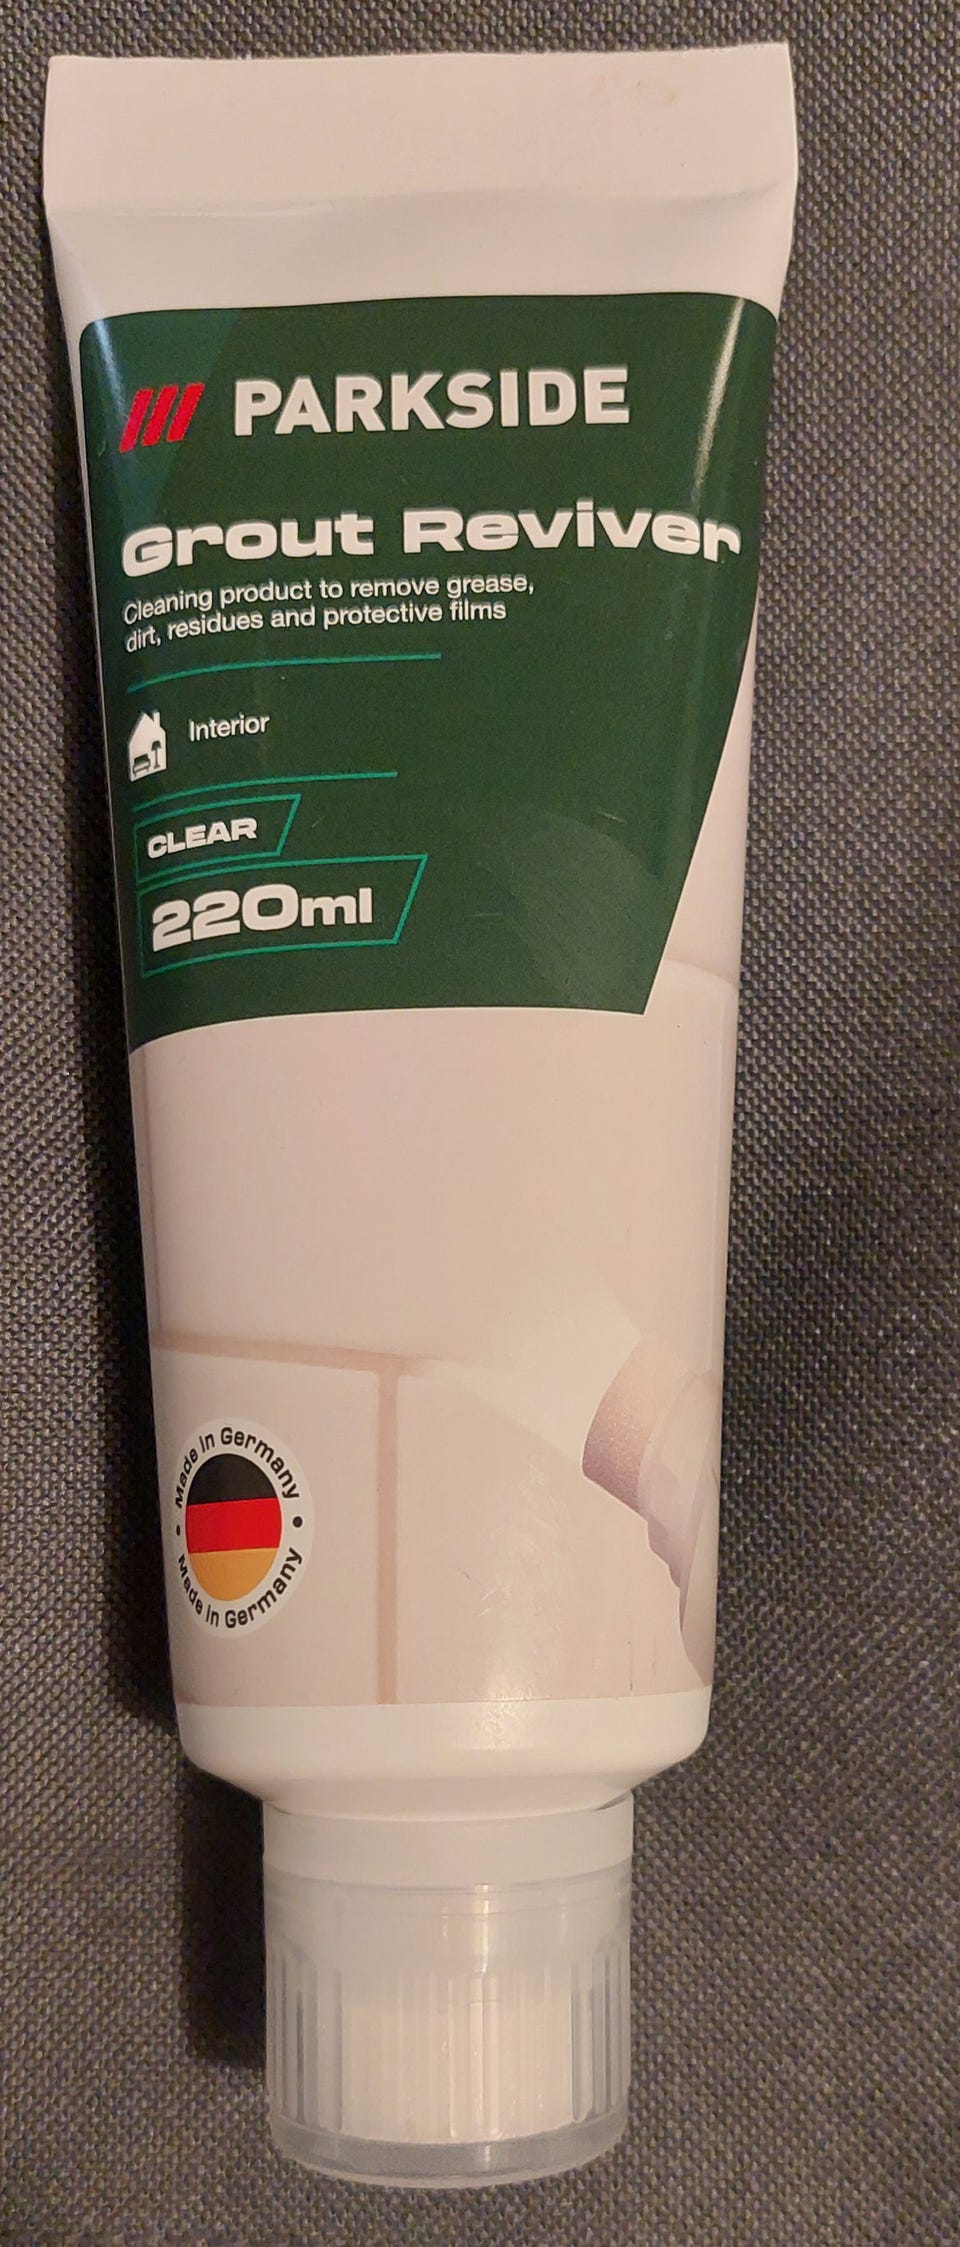 PARKSIDE
Grout Reviver
Cleaning product to remove grease,
dirt, residues and protective films
Interior
CLEAR
220ml
Made in Germany
Made in Germany